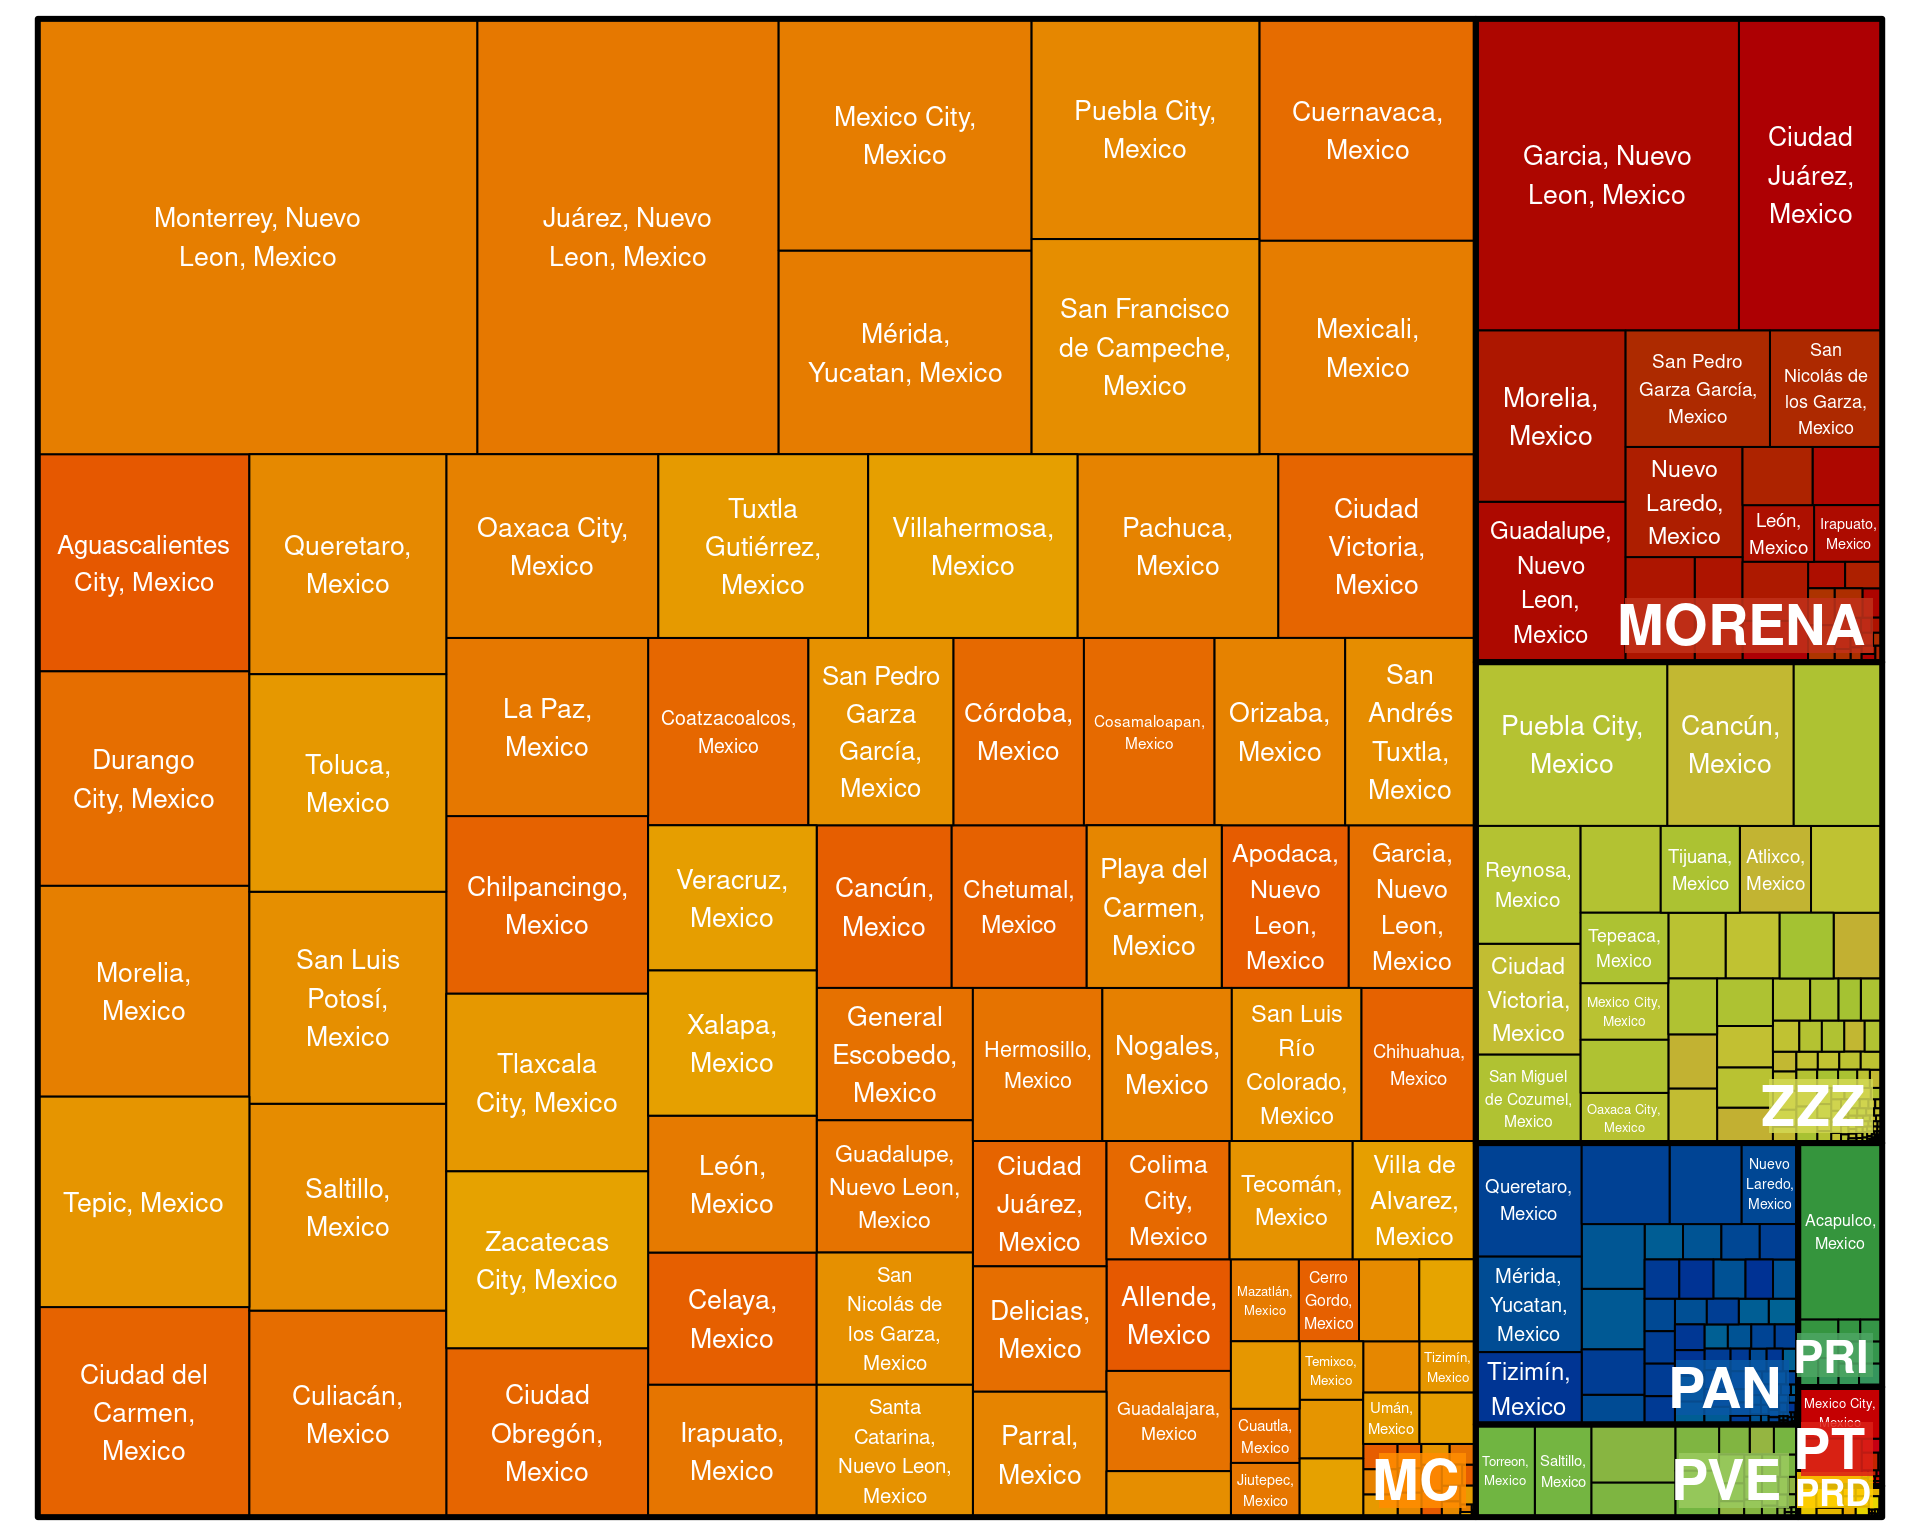 Monterrey, Nuevo
Leon, Mexico
Juárez, Nuevo
Leon, Mexico
Mexico City,
Mexico
Mérida,
Yucatan, Mexico
Puebla City,
Mexico
San Francisco
de Campeche,
Mexico
Cuernavaca,
Mexico
Mexicali,
Mexico
Aguascalientes
City, Mexico
Durango
City, Mexico
Morelia,
Mexico
Tepic, Mexico
Ciudad del
Carmen,
Mexico
Queretaro,
Mexico
Toluca,
Mexico
San Luis
Potosí,
Mexico
Saltillo,
Mexico
Culiacán,
Mexico
Oaxaca City,
Mexico
Tuxtla
Gutiérrez,
Mexico
Villahermosa,
Mexico
Pachuca,
Mexico
Ciudad
Victoria,
Mexico
La Paz,
Mexico
Chilpancingo,
Mexico
Tlaxcala
City, Mexico
Zacatecas
City, Mexico
Ciudad
Obregón,
Mexico
Coatzacoalcos,
Mexico
San Pedro
Garza
García,
Mexico
Córdoba,
Mexico
Cosamaloapan,
Mexico
Orizaba,
Mexico
San
Andrés
Tuxtla,
Mexico
Veracruz,
Mexico
Xalapa,
Mexico
León,
Mexico
Celaya,
Mexico
Irapuato,
Mexico
Cancún,
Mexico
Chetumal,
Mexico
Playa del
Carmen,
Mexico
Apodaca,
Nuevo
Leon,
Mexico
Garcia,
Nuevo
Leon,
Mexico
General
Escobedo,
Mexico
Guadalupe,
Nuevo Leon,
Mexico
San
Nicolás de
los Garza,
Mexico
Santa
Catarina,
Nuevo Leon,
Mexico
Hermosillo,
Mexico
Nogales,
Mexico
San Luis
Río
Colorado,
Mexico
Chihuahua,
Mexico
Ciudad
Juárez,
Mexico
Delicias,
Mexico
Parral,
Mexico
Colima
City,
Mexico
Tecomán,
Mexico
Villa de
Alvarez,
Mexico
Allende,
Mexico
Guadalajara,
Mexico
Mazatlán,
Mexico
Cerro
Gordo,
Mexico
Temixco,
Mexico
Tizimín,
Mexico
Cuautla,
Mexico
Umán,
Mexico
Jiutepec,
Mexico
MC
Garcia, Nuevo
Leon, Mexico
Ciudad
Juárez,
Mexico
Morelia,
Mexico
Guadalupe,
Nuevo
Leon,
Mexico
San Pedro
Garza García,
Mexico
San
Nicolás de
los Garza,
Mexico
Nuevo
Laredo,
Mexico
León,
Mexico
Irapuato,
Mexico
MORENA
Puebla City,
Mexico
Cancún,
Mexico
Reynosa,
Mexico
Ciudad
Victoria,
Mexico
San Miguel
de Cozumel,
Mexico
Tijuana,
Mexico
Atlixco,
Mexico
Tepeaca,
Mexico
Mexico City,
Mexico
Oaxaca City,
Mexico
ZZZ
Queretaro,
Mexico
Mérida,
Yucatan,
Mexico
Tizimín,
Mexico
Nuevo
Laredo,
Mexico
PAN
Acapulco,
Mexico
PRI
Mexico City,
Mexico
PT
PRD
Torreon,
Mexico
Saltillo,
Mexico
PVE